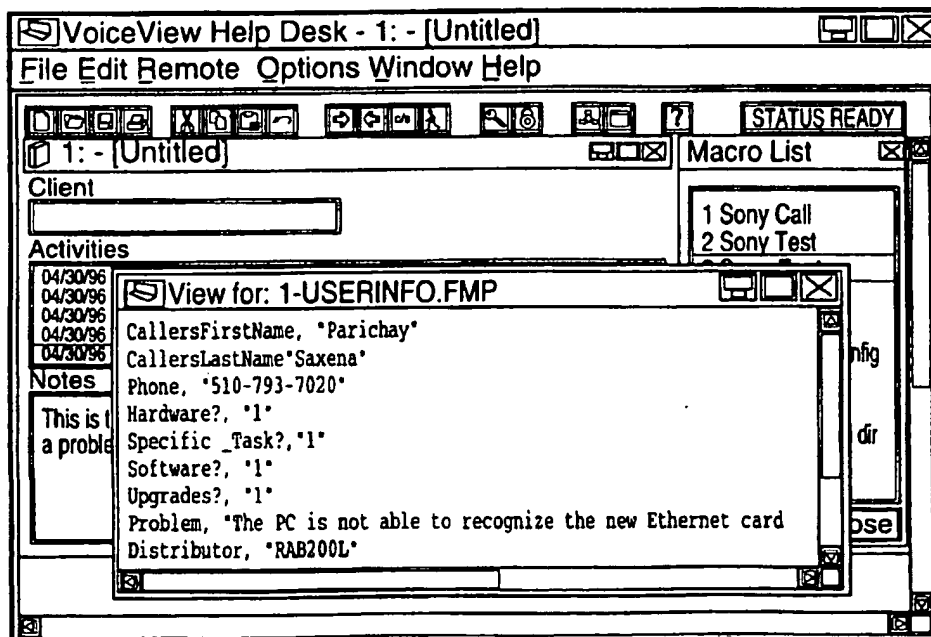 VoiceView Help Desk - 1: - [Untitled]
File Edit Remote Options Window Help
? STATUS READY
1: - [Untitled]
Macro List
Client
1 Sony Call
2 Sony Test
Activities
04/30/96
04/30/96
04/30/96
04/30/96
04/30/96
nfig
dir
ose
Notes
This is t
a proble
View for: 1-USERINFO.FMP
CallersFirstName, "Parichay"
CallersLastName"Saxena"
Phone, "510-793-7020"
Hardware?, "1"
Specific _Task?,"1"
Software?, "1"
Upgrades?, "1"
Problem, "The PC is not able to recognize the new Ethernet card
Distributor, "RAB200L"